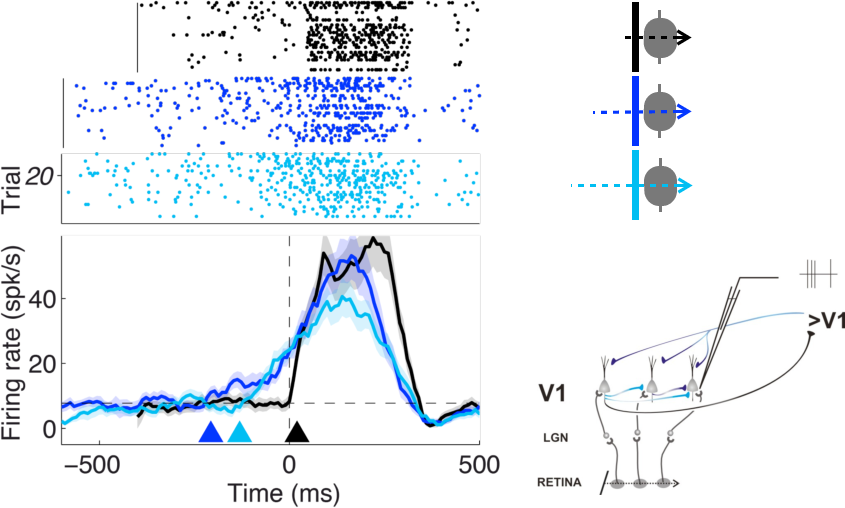 Trial
20
Firing rate (spk/s)
40
20
0
−500
0
500
Time (ms)
>V1
V1
LGN
RETINA